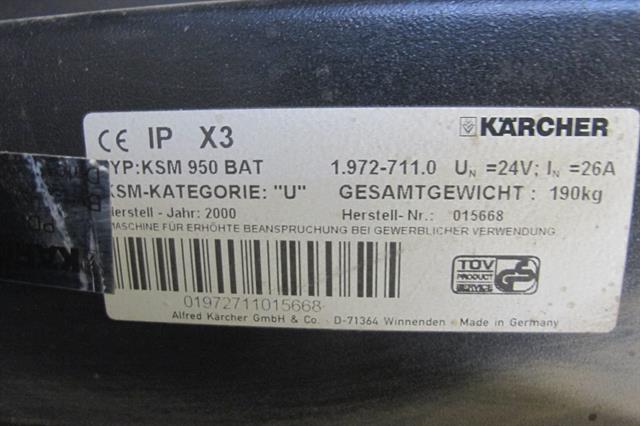 CE IP X3 KÄRCHER
TYP:KSM 950 BAT 1.972-711.0 UN =24V; IN =26A
KSM-KATEGORIE: "U" GESAMTGEWICHT : 190kg
Herstell - Jahr: 2000 Herstell-Nr.: 015668
MASCHINE FÜR ERHÖHTE BEANSPRUCHUNG BEI GEWERBLICHER VERWENDUNG
TÜV
PRODUCT
SERVICE
01972711015668
Alfred Kärcher GmbH & Co. D-71364 Winnenden - Made in Germany